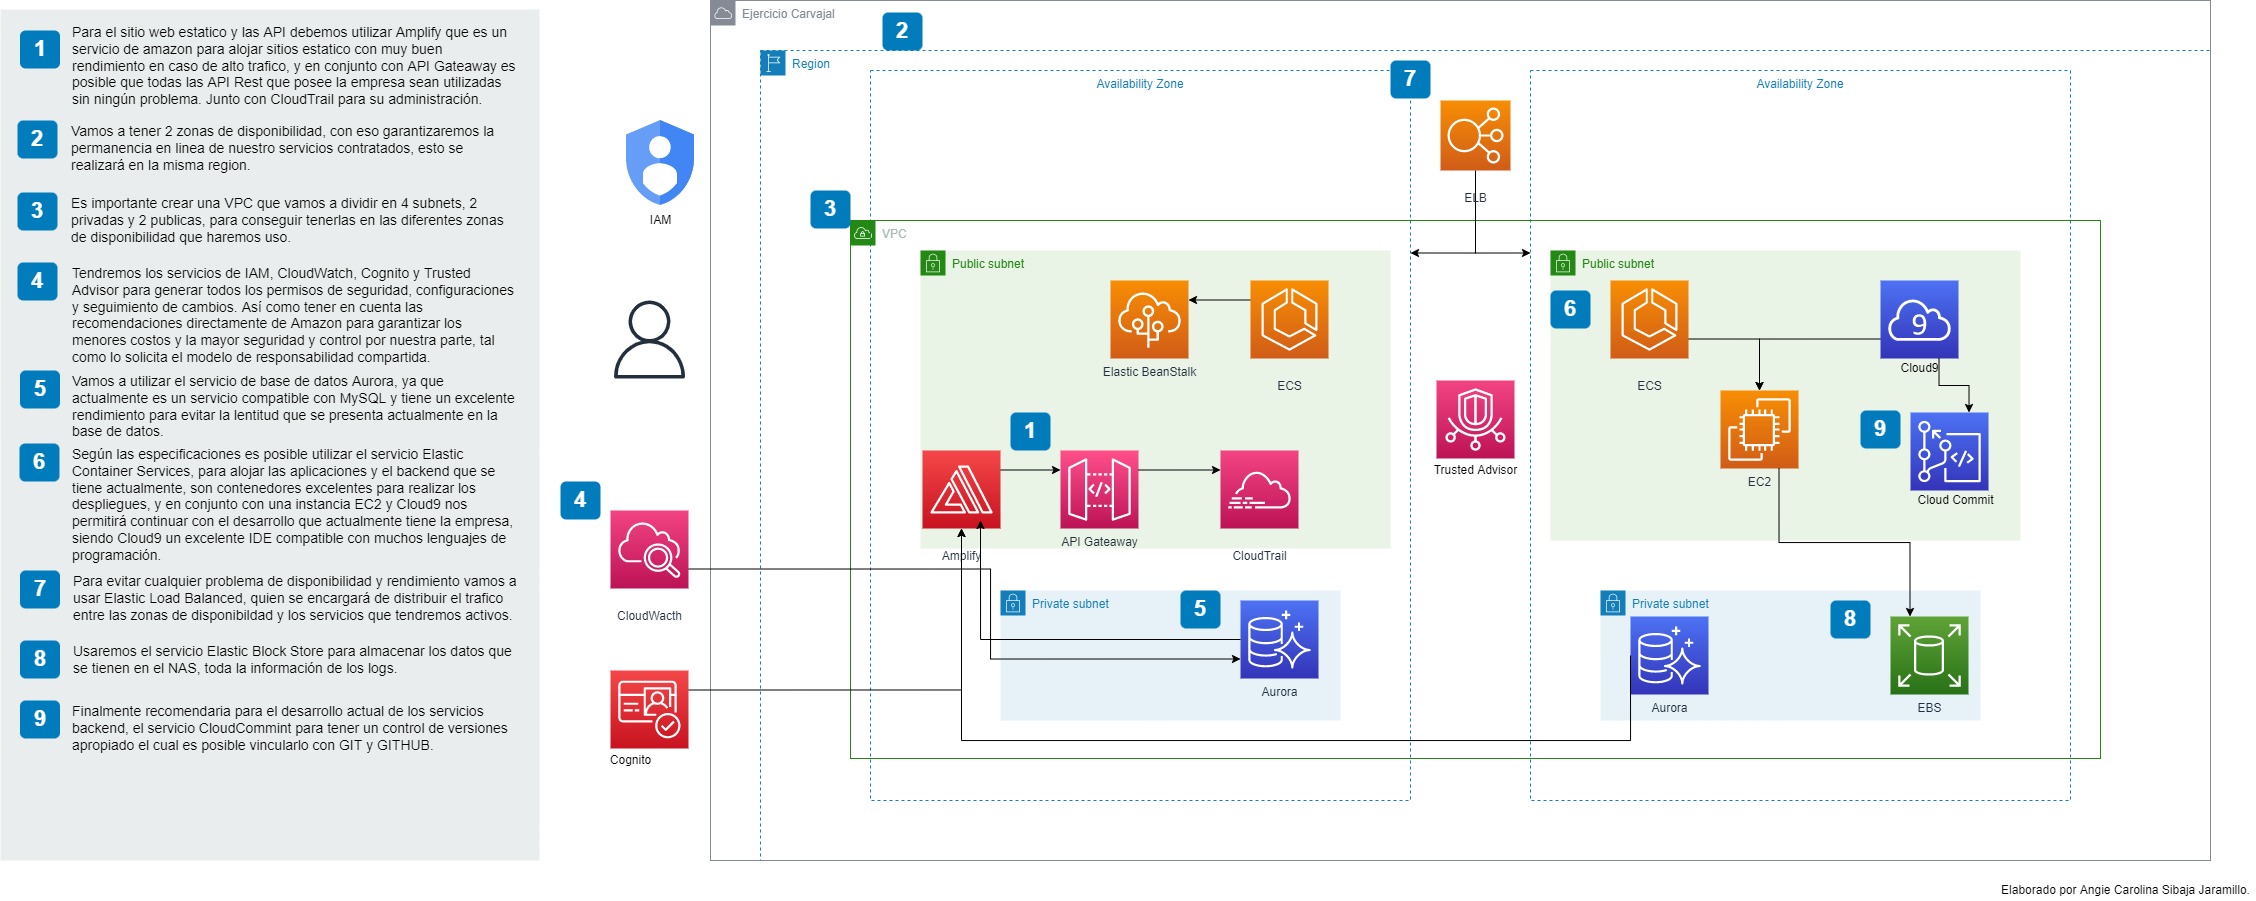 1
Para el sitio web estatico y las API debemos utilizar Amplify que es un
servicio de amazon para alojar sitios estatico con muy buen
rendimiento en caso de alto trafico, y en conjunto con API Gateaway es
posible que todas las API Rest que posee la empresa sean utilizadas
sin ningún problema. Junto con CloudTrail para su administración.
2
Vamos a tener 2 zonas de disponibilidad, con eso garantizaremos la
permanencia en linea de nuestro servicios contratados, esto se
realizará en la misma region.
3
Es importante crear una VPC que vamos a dividir en 4 subnets, 2
privadas y 2 publicas, para conseguir tenerlas en las diferentes zonas
de disponibilidad que haremos uso.
4
Tendremos los servicios de IAM, CloudWatch, Cognito y Trusted
Advisor para generar todos los permisos de seguridad, configuraciones
y seguimiento de cambios. Así como tener en cuenta las
recomendaciones directamente de Amazon para garantizar los
menores costos y la mayor seguridad y control por nuestra parte, tal
como lo solicita el modelo de responsabilidad compartida.
5
Vamos a utilizar el servicio de base de datos Aurora, ya que
actualmente es un servicio compatible con MySQL y tiene un excelente
rendimiento para evitar la lentitud que se presenta actualmente en la
base de datos.
6
Según las especificaciones es posible utilizar el servicio Elastic
Container Services, para alojar las aplicaciones y el backend que se
tiene actualmente, son contenedores excelentes para realizar los
despliegues, y en conjunto con una instancia EC2 y Cloud9 nos
permitirá continuar con el desarrollo que actualmente tiene la empresa,
siendo Cloud9 un excelente IDE compatible con muchos lenguajes de
programación.
7
Para evitar cualquier problema de disponibilidad y rendimiento vamos a
usar Elastic Load Balanced, quien se encargará de distribuir el trafico
entre las zonas de disponibildad y los servicios que tendremos activos.
8
Usaremos el servicio Elastic Block Store para almacenar los datos que
se tienen en el NAS, toda la información de los logs.
9
Finalmente recomendaria para el desarrollo actual de los servicios
backend, el servicio CloudCommint para tener un control de versiones
apropiado el cual es posible vincularlo con GIT y GITHUB.
IAM
4
CloudWacth
Cognito
Ejercicio Carvajal
2
Region
Availability Zone
7
Availability Zone
ELB
3
VPC
Public subnet
Elastic BeanStalk
ECS
1
Amplify
API Gateaway
CloudTrail
Trusted Advisor
Public subnet
6
ECS
9
Cloud9
EC2
9
Cloud Commit
Private subnet
5
Aurora
Private subnet
8
Aurora
EBS
Elaborado por Angie Carolina Sibaja Jaramillo.